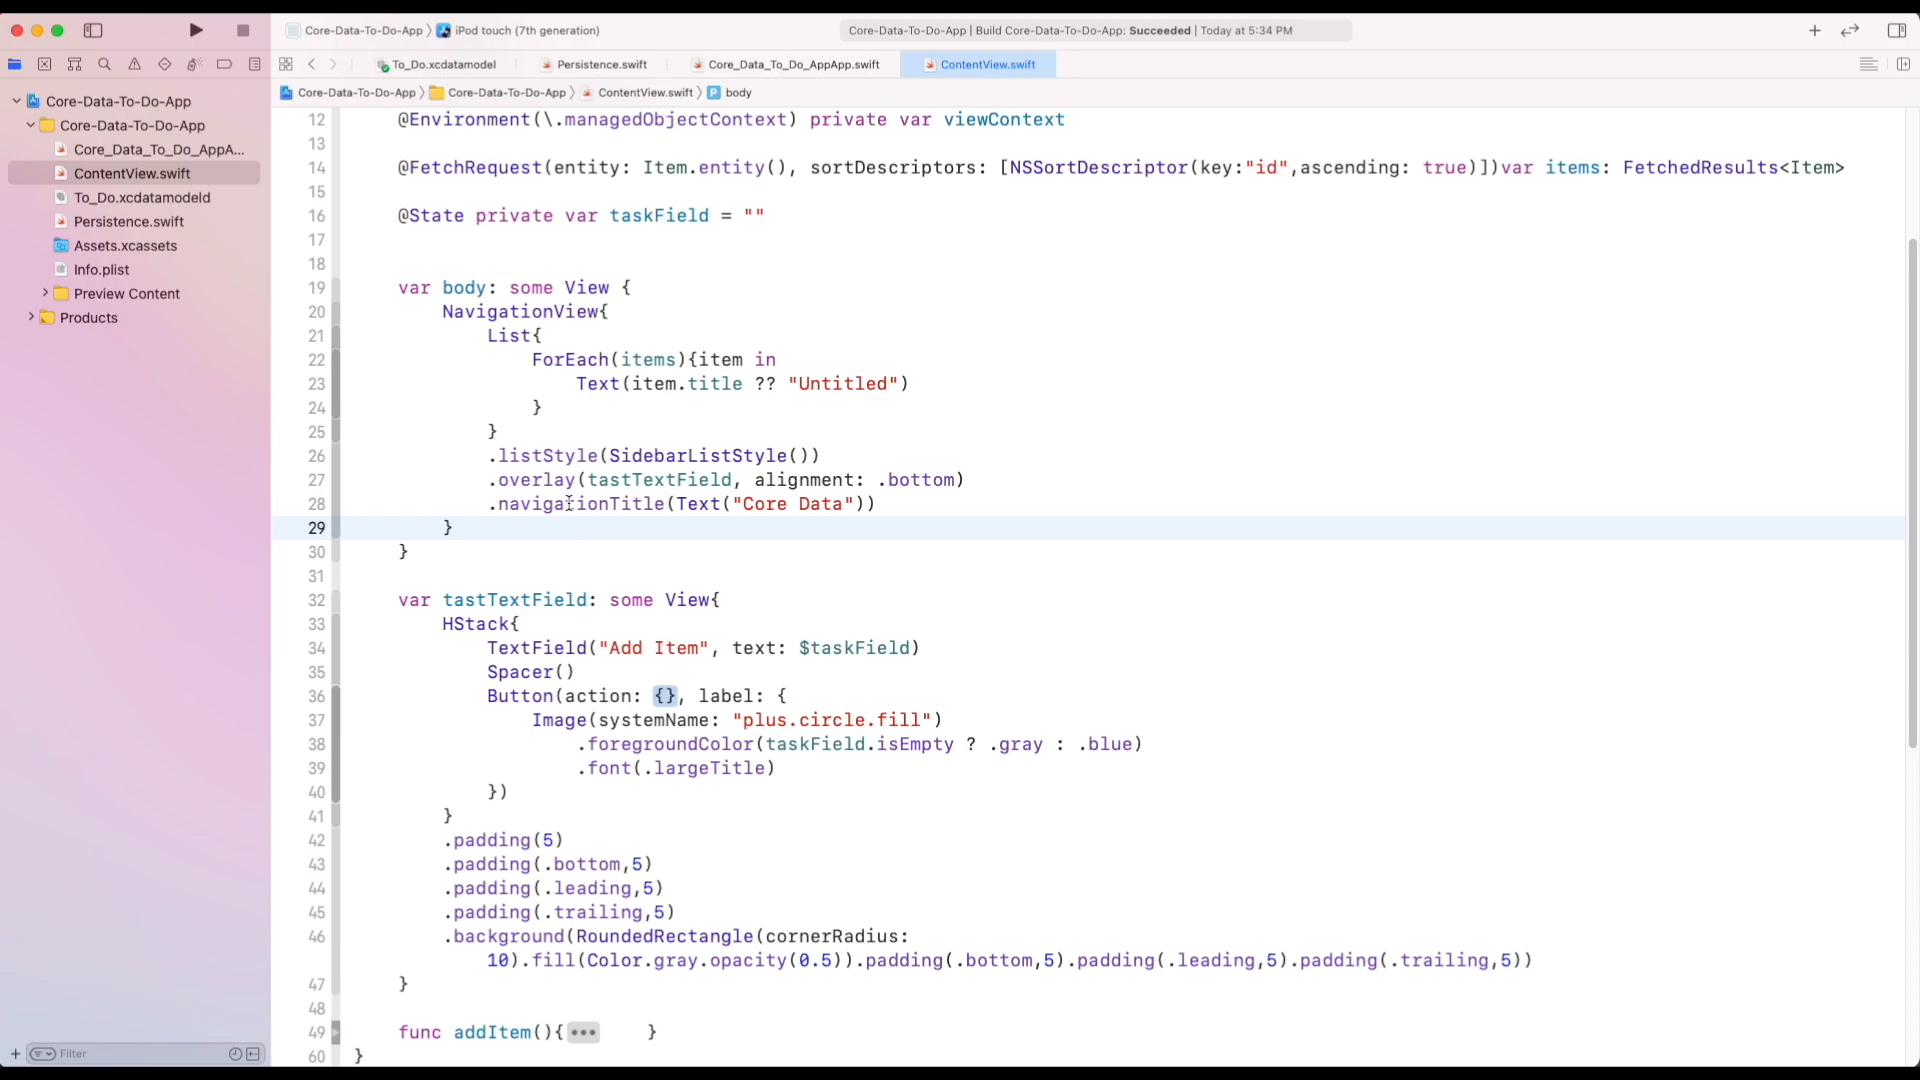 Core-Data-To-Do-App
iPod touch (7th generation)
Core-Data-To-Do-App | Build Core-Data-To-Do-App: Succeeded | Today at 5:34 PM
To_Do.xcdatamodel
Persistence.swift
Core_Data_To_Do_AppApp.swift
ContentView.swift
Core-Data-To-Do-App
Core-Data-To-Do-App
ContentView.swift
P body
Core-Data-To-Do-App
Core-Data-To-Do-App
Core_Data_To_Do_AppA...
ContentView.swift
To_Do.xcdatamodeld
Persistence.swift
Assets.xcassets
Info.plist
Preview Content
Products
Filter
12 @Environment(\.managedObjectContext) private var viewContext
13
14 @FetchRequest(entity: Item.entity(), sortDescriptors: [NSSortDescriptor(key:"id",ascending: true)])var items: FetchedResults<Item>
15
16 @State private var taskField = ""
17
18
19 var body: some View {
20 NavigationView{
21 List{
22 ForEach(items){item in
23 Text(item.title ?? "Untitled")
24 }
25 }
26 .listStyle(SidebarListStyle())
27 .overlay(tastTextField, alignment: .bottom)
28 .navigationTitle(Text("Core Data"))
29 }
30 }
31
32 var tastTextField: some View{
33 HStack{
34 TextField("Add Item", text: $taskField)
35 Spacer()
36 Button(action: {}, label: {
37 Image(systemName: "plus.circle.fill")
38 .foregroundColor(taskField.isEmpty ? .gray : .blue)
39 .font(.largeTitle)
40 })
41 }
42 .padding(5)
43 .padding(.bottom,5)
44 .padding(.leading,5)
45 .padding(.trailing,5)
46 .background(RoundedRectangle(cornerRadius:
10).fill(Color.gray.opacity(0.5)).padding(.bottom,5).padding(.leading,5).padding(.trailing,5))
47 }
48
49 func addItem(){••• }
60 }